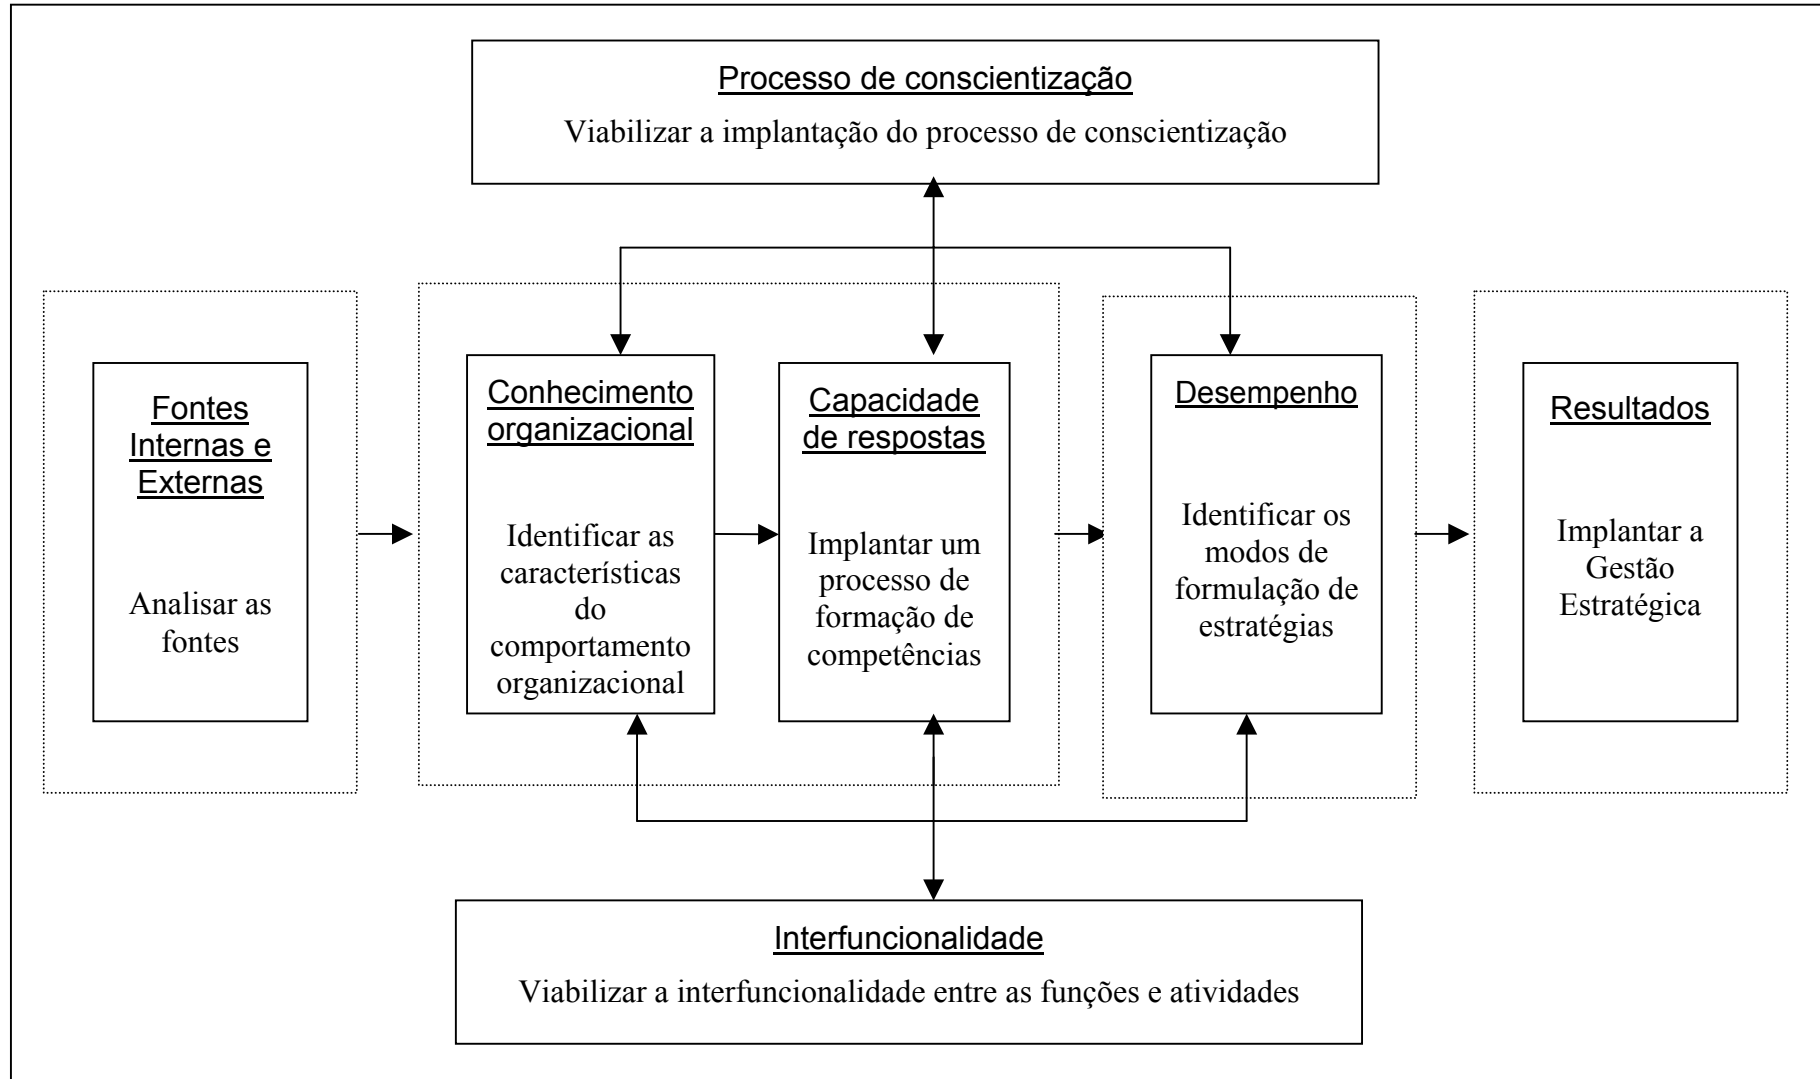 Processo de conscientização
Viabilizar a implantação do processo de conscientização
Fontes
Internas e
Externas
Analisar as
fontes
Conhecimento
organizacional
Identificar as
características
do
comportamento
organizacional
Capacidade
de respostas
Implantar um
processo de
formação de
competências
Desempenho
Identificar os
modos de
formulação de
estratégias
Resultados
Implantar a
Gestão
Estratégica
Interfuncionalidade
Viabilizar a interfuncionalidade entre as funções e atividades